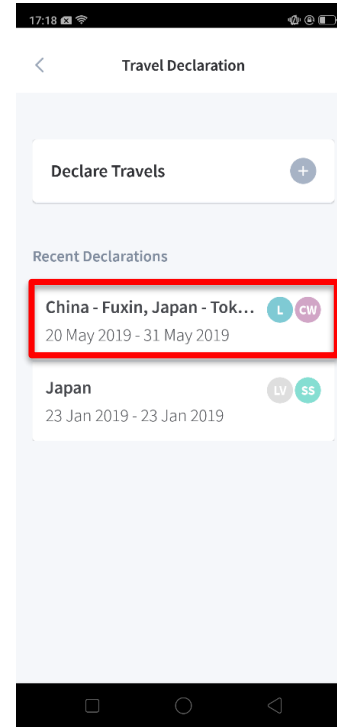 17:18
Travel Declaration
Declare Travels
Recent Declarations
China - Fuxin, Japan - Tok... L CW
20 May 2019 - 31 May 2019
Japan LV SS
23 Jan 2019 - 23 Jan 2019